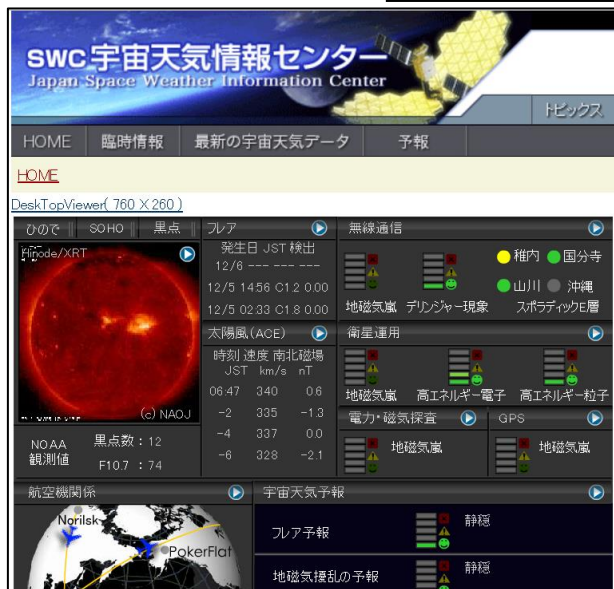 SWC宇宙天気情報センター
Japan Space Weather Information Center
トピックス
HOME 臨時情報 最新の宇宙天気データ 予報
HOME
DeskTopViewer( 760 X 260 )
ひので SOHO 黒点
Hinode/XRT
(c) NAOJ
NOAA
観測値
黒点数：12
F10.7 ：74
フレア
発生日 JST 検出
12/6 --- --- ---
12/5 14:56 C1.2 0.00
12/5 02:33 C1.8 0.00
太陽風(ACE)
時刻 速度 南北磁場
JST km/s nT
06:47 340 0.6
-2 335 -1.3
-4 337 0.0
-6 328 -2.1
無線通信
稚内 国分寺
山川 沖縄
地磁気嵐 デリンジャー現象 スポラディックE層
衛星運用
地磁気嵐 高エネルギー電子 高エネルギー粒子
電力・磁気探査
地磁気嵐
GPS
地磁気嵐
航空機関係
Norilsk
PokerFlat
宇宙天気予報
フレア予報 静穏
地磁気擾乱の予報 静穏